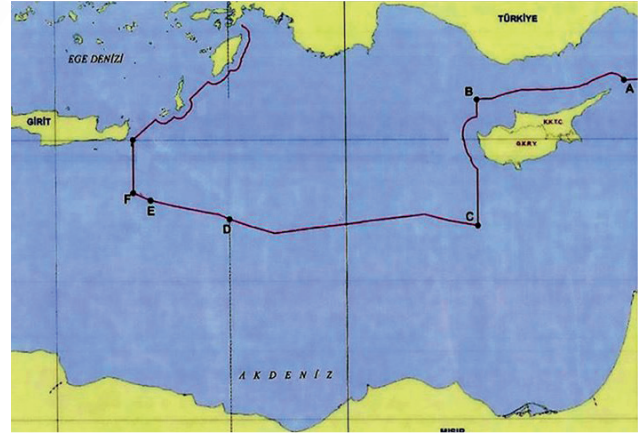 TÜRKİYE
EGE DENİZİ
B
A
GİRİT
K.K.T.C.
G.K.R.Y.
F
E
D
C
AKDENİZ
MISIR